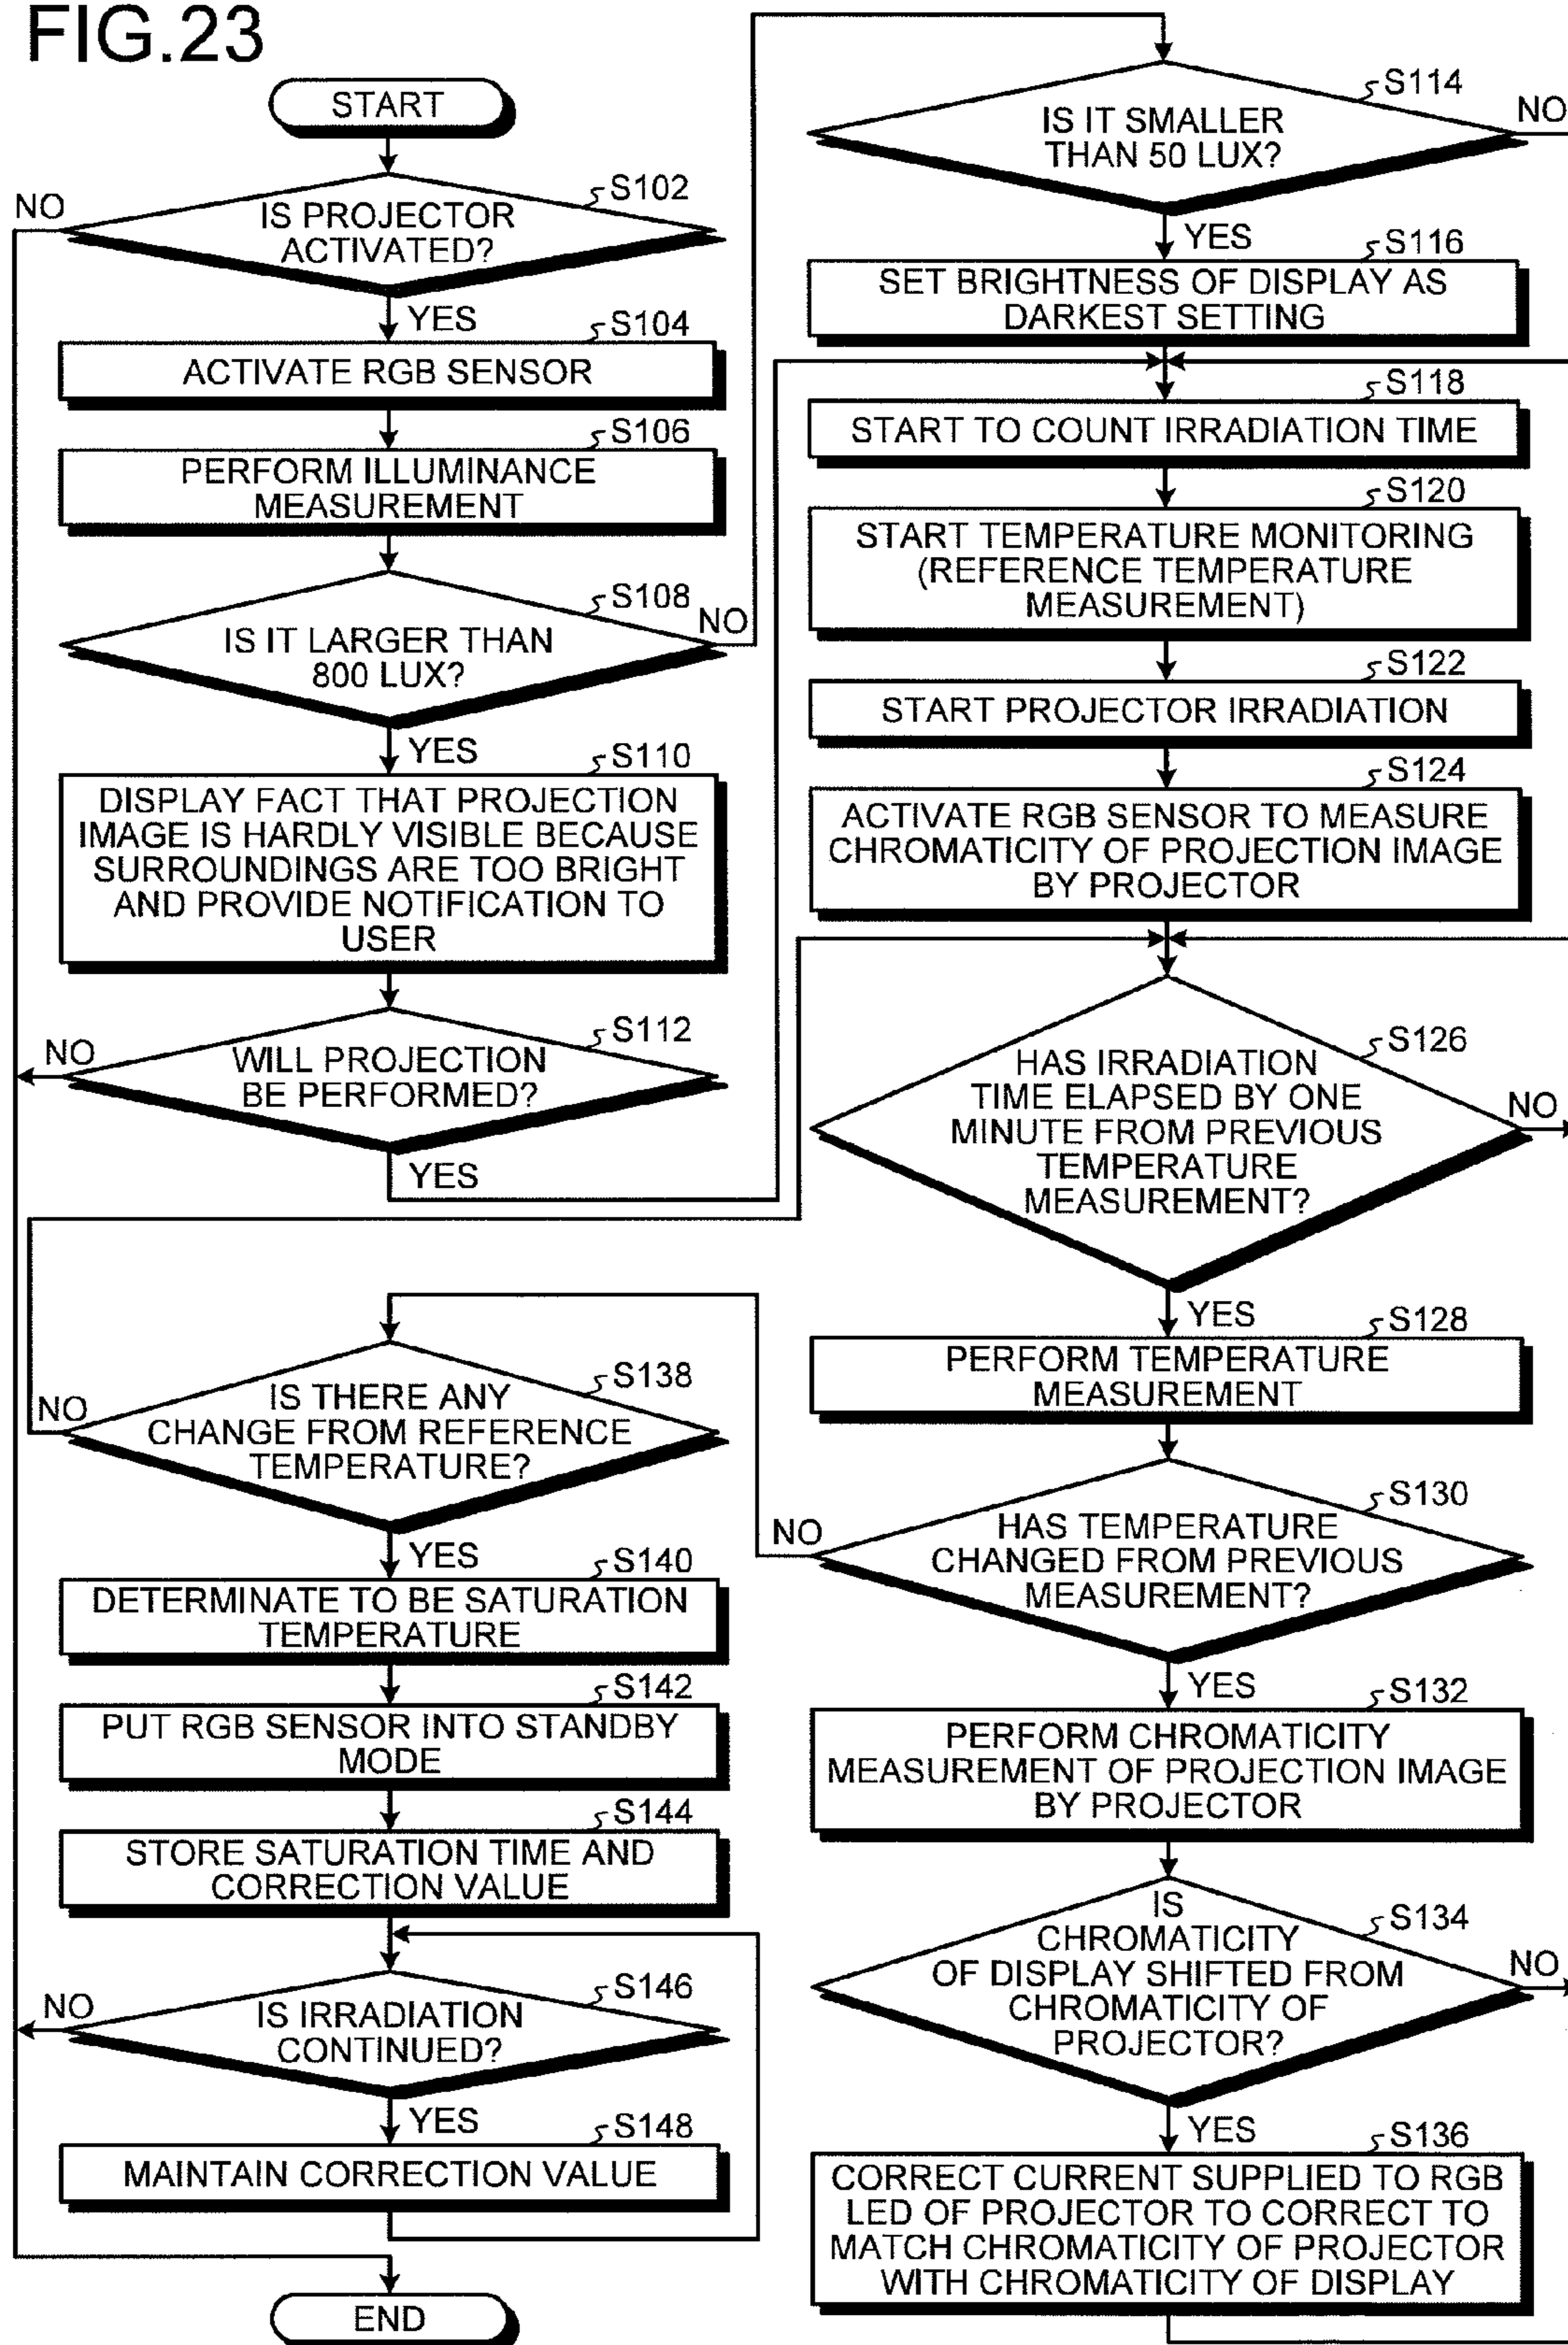 FIG.23
START
S102
NO
IS PROJECTOR
ACTIVATED?
YES
S104
ACTIVATE RGB SENSOR
S106
PERFORM ILLUMINANCE
MEASUREMENT
S108
NO
IS IT LARGER THAN
800 LUX?
YES
S110
DISPLAY FACT THAT PROJECTION
IMAGE IS HARDLY VISIBLE BECAUSE
SURROUNDINGS ARE TOO BRIGHT
AND PROVIDE NOTIFICATION TO
USER
S112
NO
WILL PROJECTION
BE PERFORMED?
YES
S114
NO
IS IT SMALLER
THAN 50 LUX?
YES
S116
SET BRIGHTNESS OF DISPLAY AS
DARKEST SETTING
S118
START TO COUNT IRRADIATION TIME
S120
START TEMPERATURE MONITORING
(REFERENCE TEMPERATURE
MEASUREMENT)
S122
START PROJECTOR IRRADIATION
S124
ACTIVATE RGB SENSOR TO MEASURE
CHROMATICITY OF PROJECTION IMAGE
BY PROJECTOR
S126
HAS IRRADIATION
TIME ELAPSED BY ONE
MINUTE FROM PREVIOUS
TEMPERATURE
MEASUREMENT?
NO
YES
S128
PERFORM TEMPERATURE
MEASUREMENT
S130
NO
HAS TEMPERATURE
CHANGED FROM PREVIOUS
MEASUREMENT?
YES
S132
PERFORM CHROMATICITY
MEASUREMENT OF PROJECTION IMAGE
BY PROJECTOR
S134
IS
CHROMATICITY
OF DISPLAY SHIFTED FROM
CHROMATICITY OF
PROJECTOR?
NO
YES
S136
CORRECT CURRENT SUPPLIED TO RGB
LED OF PROJECTOR TO CORRECT TO
MATCH CHROMATICITY OF PROJECTOR
WITH CHROMATICITY OF DISPLAY
S138
NO
IS THERE ANY
CHANGE FROM REFERENCE
TEMPERATURE?
YES
S140
DETERMINATE TO BE SATURATION
TEMPERATURE
S142
PUT RGB SENSOR INTO STANDBY
MODE
S144
STORE SATURATION TIME AND
CORRECTION VALUE
S146
NO
IS IRRADIATION
CONTINUED?
YES
S148
MAINTAIN CORRECTION VALUE
END